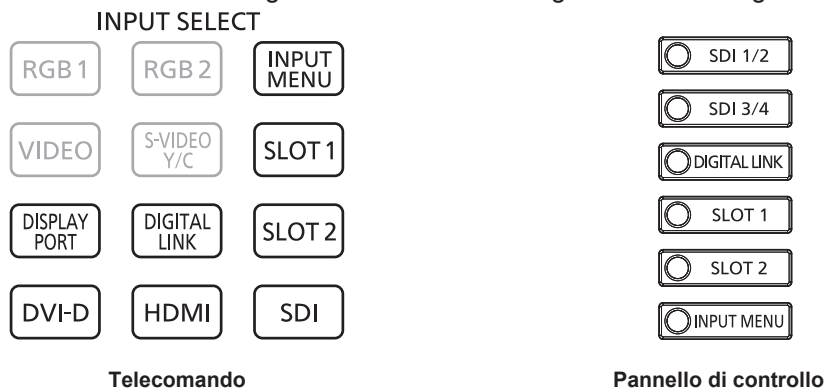 INPUT SELECT
RGB 1 RGB 2 INPUT MENU
VIDEO S-VIDEO Y/C SLOT 1
DISPLAY PORT DIGITAL LINK SLOT 2
DVI-D HDMI SDI
Telecomando
SDI 1/2
SDI 3/4
DIGITAL LINK
SLOT 1
SLOT 2
INPUT MENU
Pannello di controllo